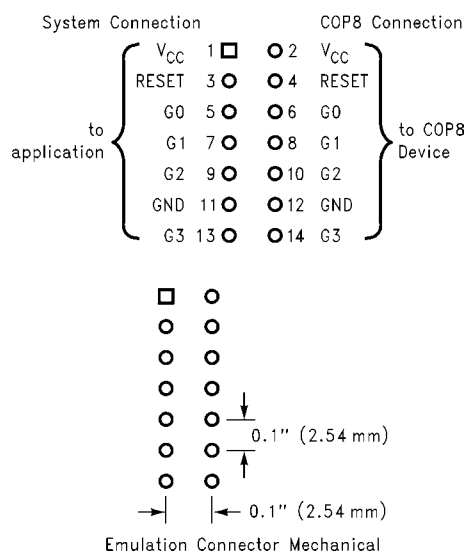 System Connection COP8 Connection
VCC 1 2 VCC
RESET 3 4 RESET
G0 5 6 G0
to application
G1 7 8 G1
to COP8 Device
G2 9 10 G2
GND 11 12 GND
G3 13 14 G3
0.1" (2.54 mm)
0.1" (2.54 mm)
Emulation Connector Mechanical